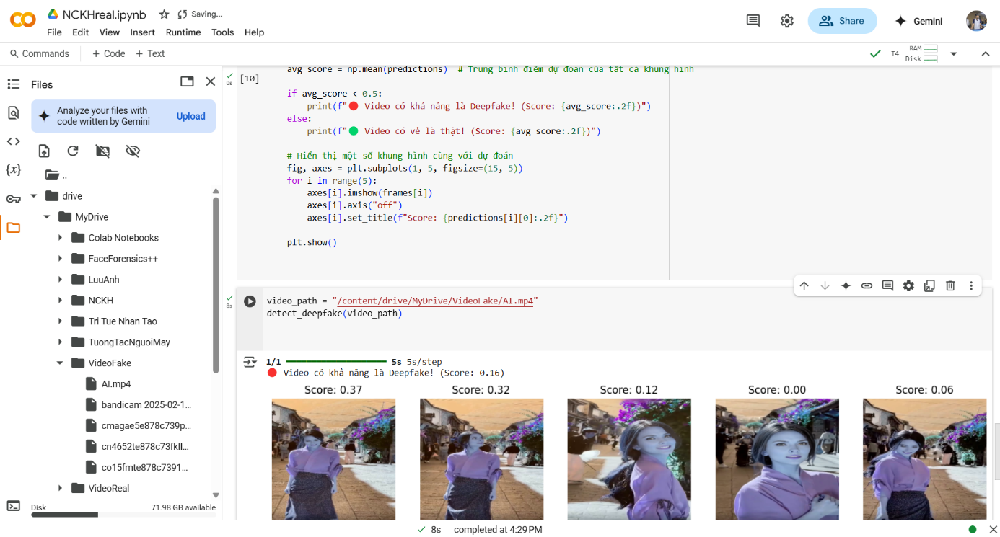 NCKHreal.ipynb
Saving...
File Edit View Insert Runtime Tools Help
Share
Gemini
Commands
+ Code + Text
T4
RAM
Disk
Files
Analyze your files with
code written by Gemini
Upload
{x}
..
drive
MyDrive
Colab Notebooks
FaceForensics++
LuuAnh
NCKH
Tri Tue Nhan Tao
TuongTacNguoiMay
VideoFake
AI.mp4
bandicam 2025-02-1...
cmagae5e878c739p...
cn4652te878c73fkll...
co15fmte878c7391...
VideoReal
Disk
71.98 GB available
0s
[10]
avg_score = np.mean(predictions)  # Trung bình điểm dự đoán của tất cả khung hình
if avg_score < 0.5:
    print(f"🔴 Video có khả năng là Deepfake! (Score: {avg_score:.2f})")
else:
    print(f"🟢 Video có vẻ là thật! (Score: {avg_score:.2f})")
# Hiển thị một số khung hình cùng với dự đoán
fig, axes = plt.subplots(1, 5, figsize=(15, 5))
for i in range(5):
    axes[i].imshow(frames[i])
    axes[i].axis("off")
    axes[i].set_title(f"Score: {predictions[i][0]:.2f}")
plt.show()
8s
video_path = "/content/drive/MyDrive/VideoFake/AI.mp4"
detect_deepfake(video_path)
1/1 ━━━━━━━━━━━━━━━━━━━━ 5s 5s/step
🔴 Video có khả năng là Deepfake! (Score: 0.16)
Score: 0.37 Score: 0.32 Score: 0.12 Score: 0.00 Score: 0.06
8s completed at 4:29 PM